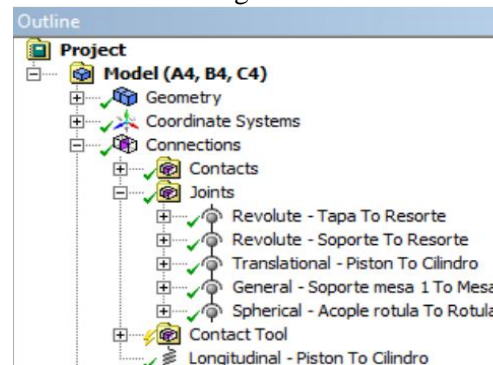 Outline
Project
Model (A4, B4, C4)
Geometry
Coordinate Systems
Connections
Contacts
Joints
Revolute - Tapa To Resorte
Revolute - Soporte To Resorte
Translational - Piston To Cilindro
General - Soporte mesa 1 To Mesa
Spherical - Acople rotula To Rotula
Contact Tool
Longitudinal - Piston To Cilindro